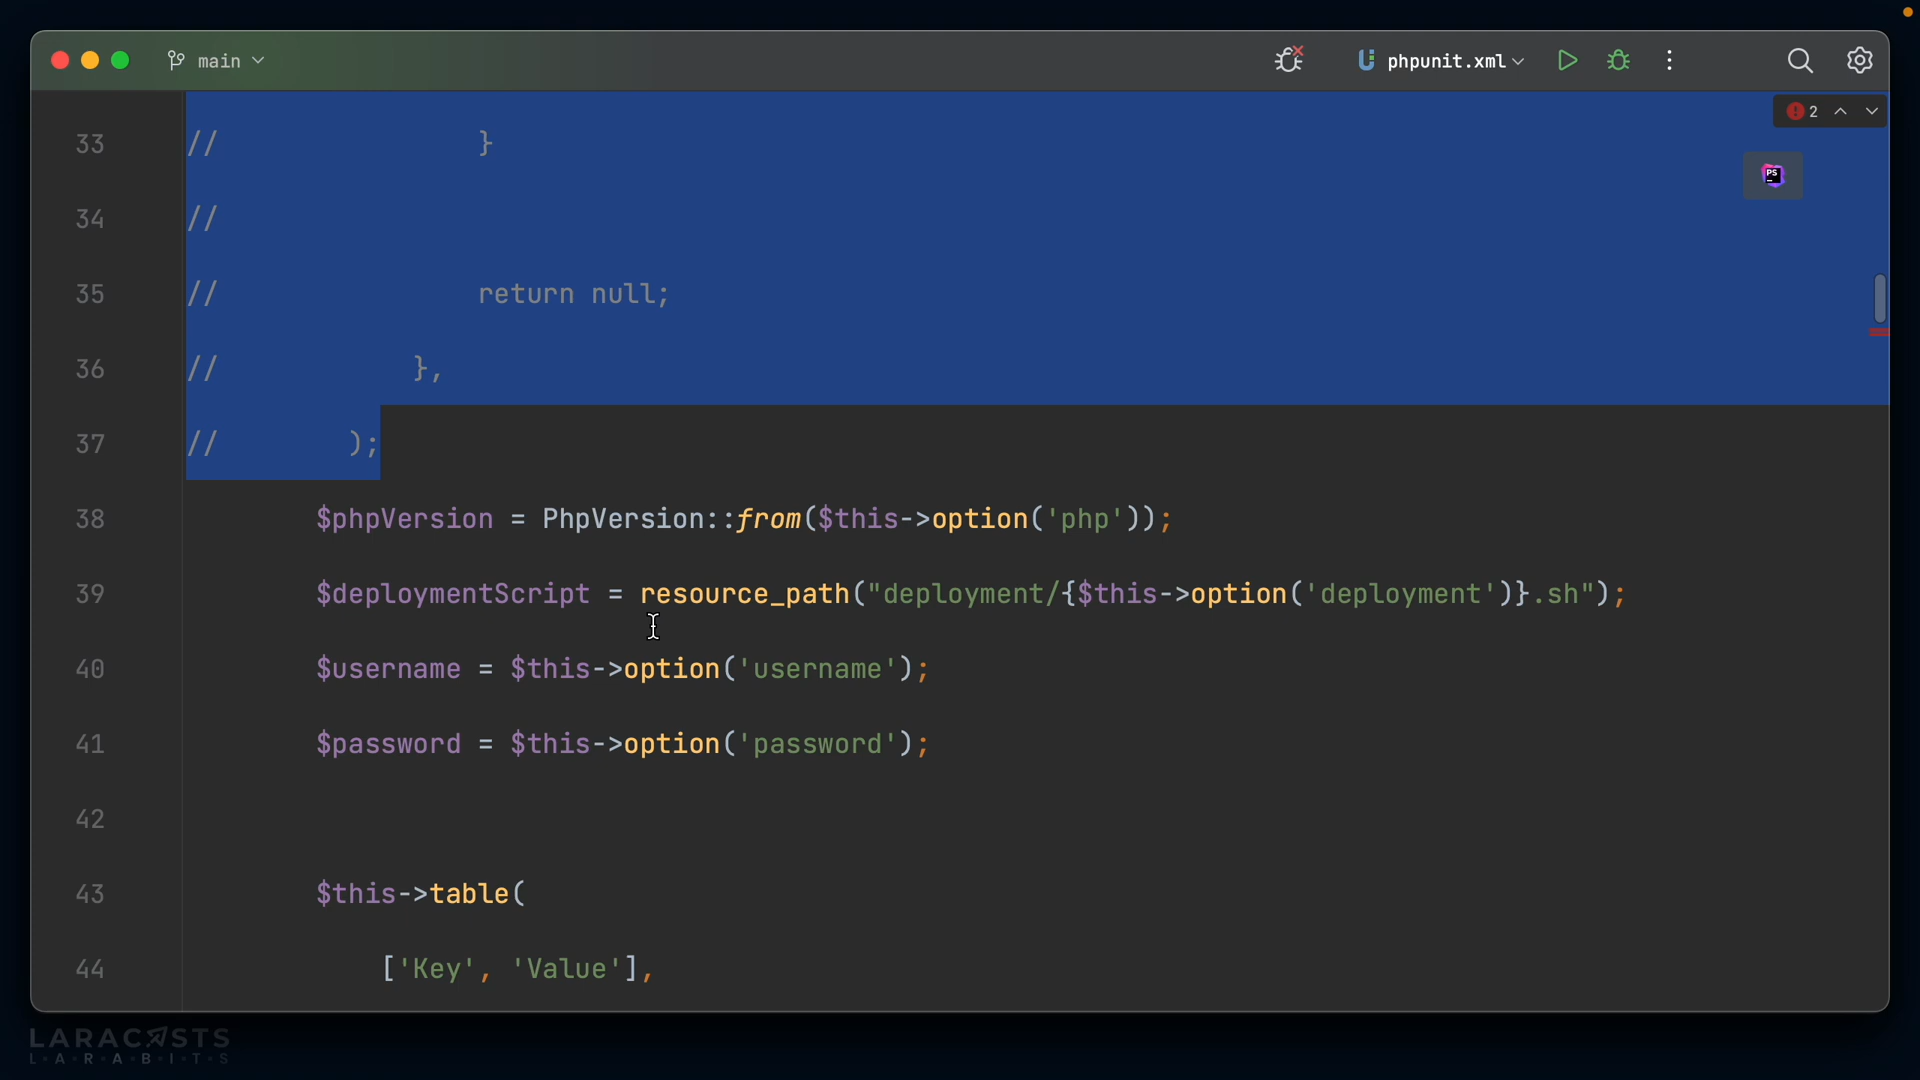 main
phpunit.xml
2
PS
33 //                }
34 //
35 //                return null;
36 //            },
37 //        );
38         $phpVersion = PhpVersion::from($this->option('php'));
39         $deploymentScript = resource_path("deployment/{$this->option('deployment')}.sh");
40         $username = $this->option('username');
41         $password = $this->option('password');
42
43         $this->table(
44             ['Key', 'Value'],
LARACASTS
L·A·R·A·B·I·T·S